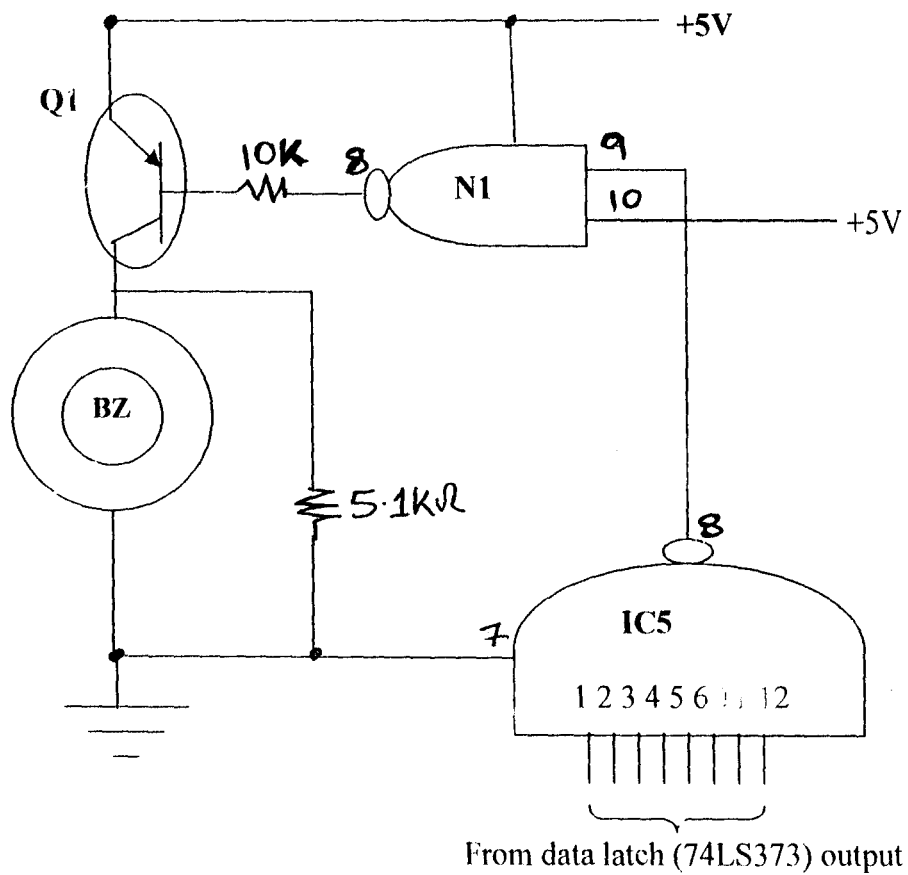 +5V
Q1
10K
8
N1
9
10
+5V
BZ
5.1KΩ
8
7
IC5
1 2 3 4 5 6 12
From data latch (74LS373) output